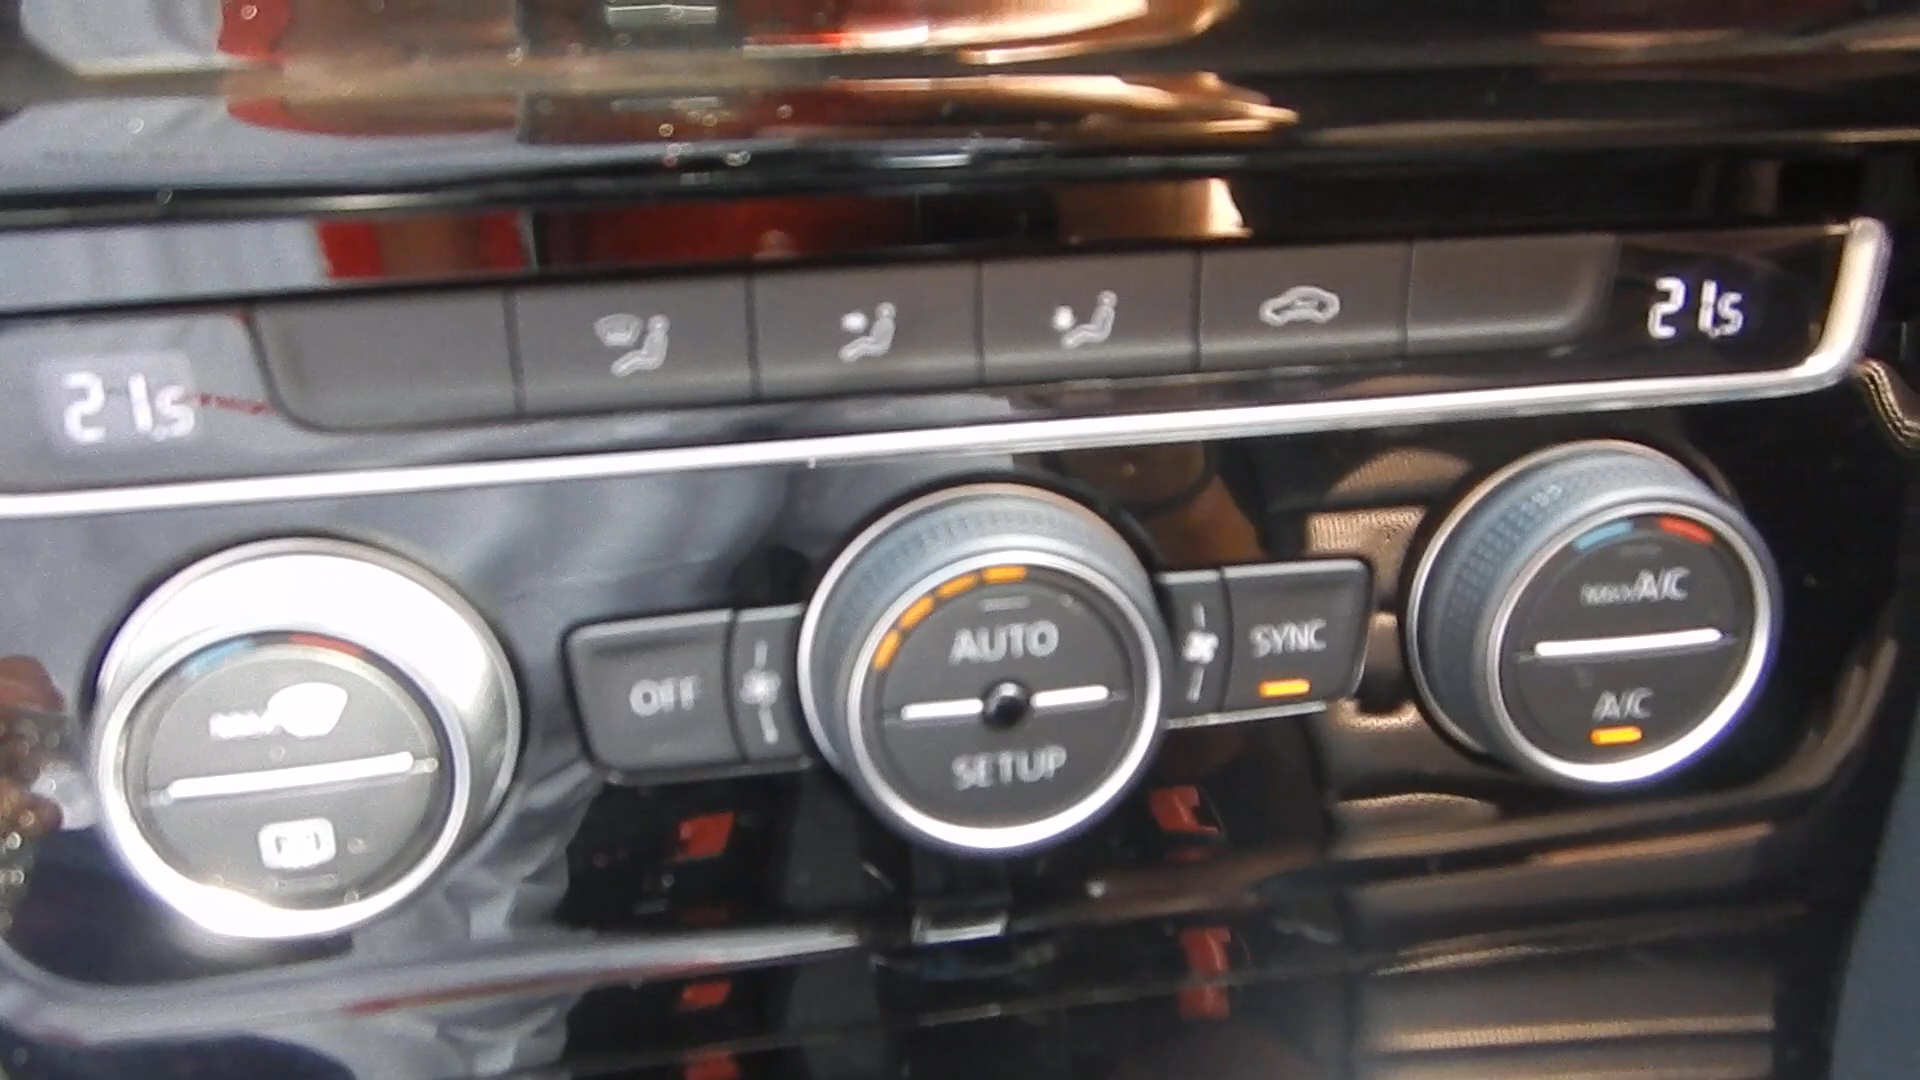 21.5
21.5
OFF
AUTO
SETUP
SYNC
MAX A/C
A/C